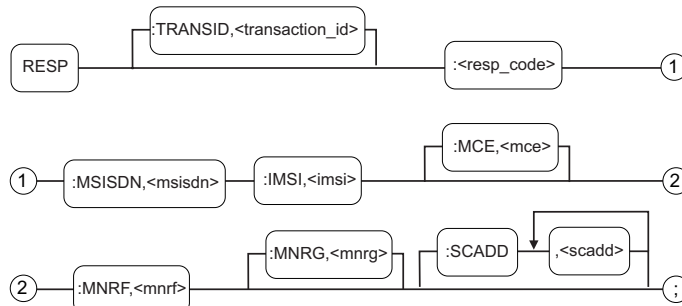 :TRANSID,<transaction_id>
RESP
:<resp_code>
1
1
:MSISDN,<msisdn>
:IMSI,<imsi>
:MCE,<mce>
2
2
:MNRF,<mnrf>
:MNRG,<mnrg>
:SCADD
,<scadd>
;